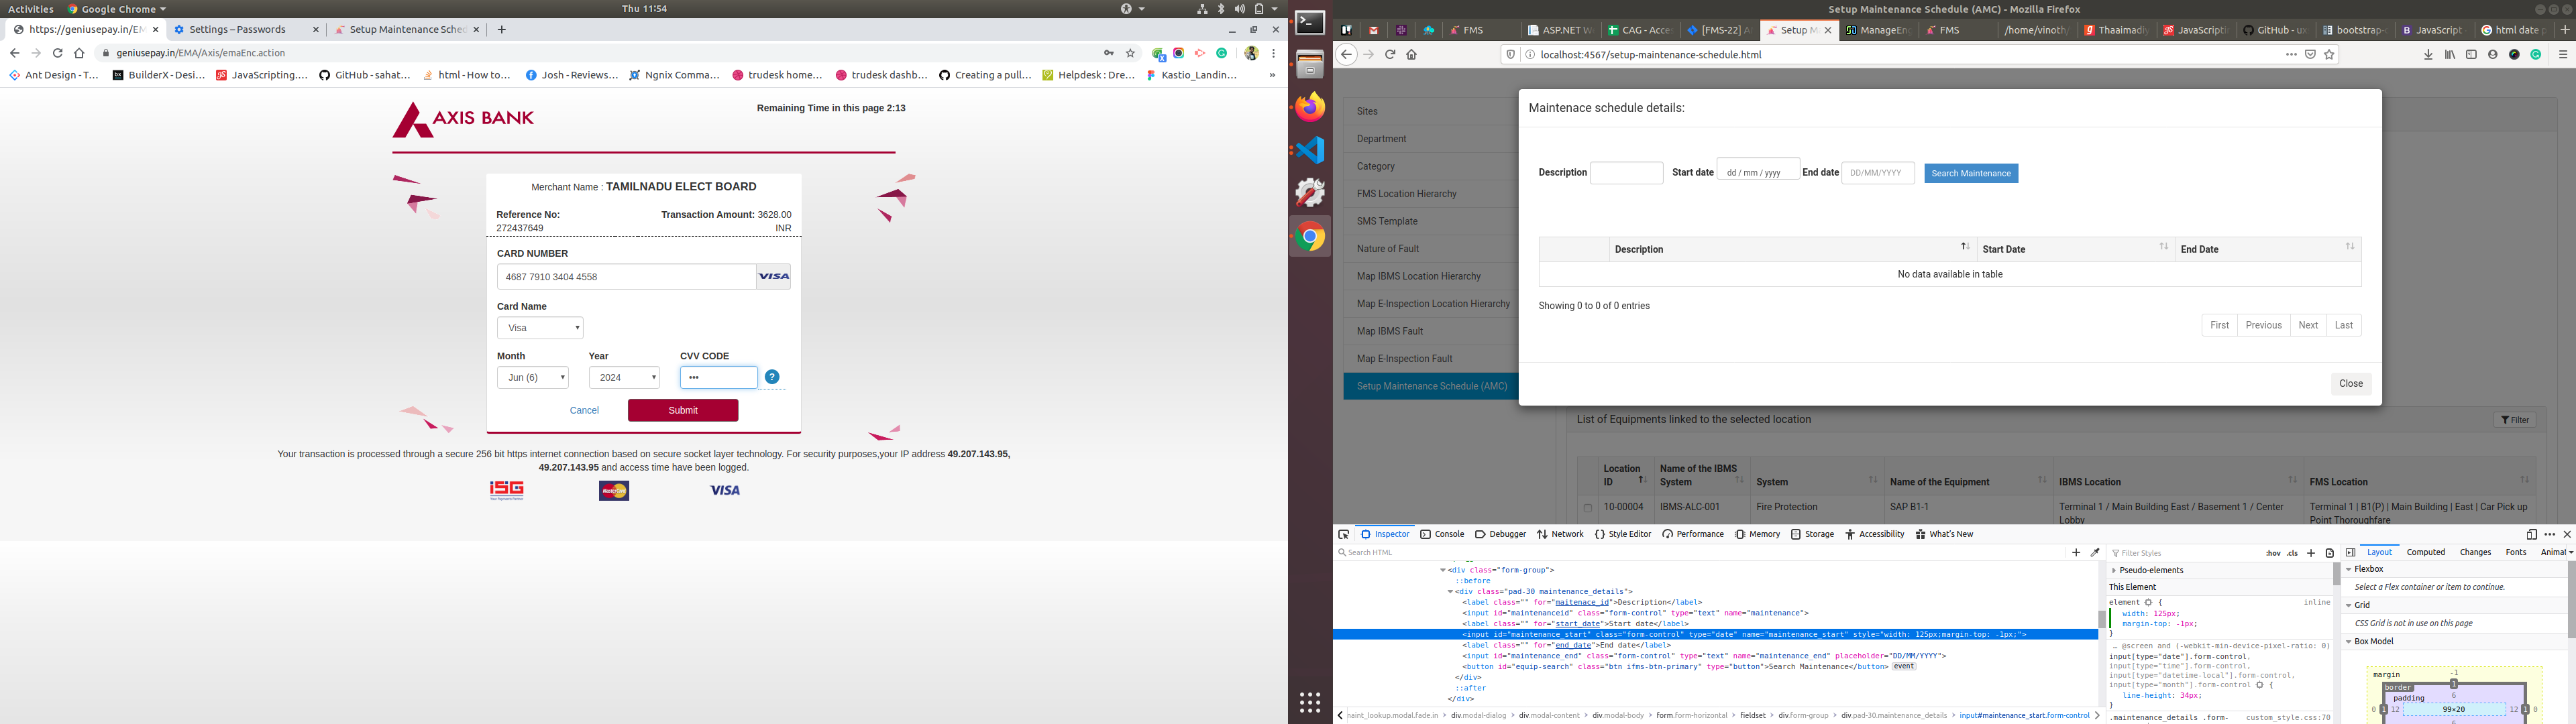 Activities Google Chrome Thu 11:54
https://geniusepay.in/EM Settings – Passwords Setup Maintenance Sched
geniusepay.in/EMA/Axis/emaEnc.action
Ant Design - T... BuilderX - Desi... JavaScripting.... GitHub - sahat... html - How to... Josh - Reviews... Ngnix Comma... trudesk home... trudesk dashb... Creating a pull... Helpdesk : Dre... Kastio_Landin... »
AXIS BANK
Remaining Time in this page 2:13
Merchant Name : TAMILNADU ELECT BOARD
Reference No: Transaction Amount: 3628.00
272437649 INR
CARD NUMBER
4687 7910 3404 4558 VISA
Card Name
Visa
Month Year CVV CODE
Jun (6) 2024 ••• ?
Cancel Submit
Your transaction is processed through a secure 256 bit https internet connection based on secure socket layer technology. For security purposes,your IP address 49.207.143.95,
49.207.143.95 and access time have been logged.
ISG MasterCard VISA
Setup Maintenance Schedule (AMC) - Mozilla Firefox
FMS ASP.NET W CAG - Acces [FMS-22] A Setup M ManageEng FMS /home/vinoth/ Thaaimadiy JavaScripti GitHub - ux bootstrap-c JavaScript html date p
localhost:4567/setup-maintenance-schedule.html
Sites
Department
Category
FMS Location Hierarchy
SMS Template
Nature of Fault
Map IBMS Location Hierarchy
Map E-Inspection Location Hierarchy
Map IBMS Fault
Map E-Inspection Fault
Setup Maintenance Schedule (AMC)
Maintenace schedule details:
Description Start date dd / mm / yyyy End date DD/MM/YYYY Search Maintenance
Description Start Date End Date
No data available in table
Showing 0 to 0 of 0 entries
First Previous Next Last
Close
List of Equipments linked to the selected location Filter
Location ID Name of the IBMS System System Name of the Equipment IBMS Location FMS Location
10-00004 IBMS-ALC-001 Fire Protection SAP B1-1 Terminal 1 / Main Building East / Basement 1 / Center Terminal 1 | B1(P) | Main Building | East | Car Pick up
Lobby Point Thoroughfare
Inspector Console Debugger Network Style Editor Performance Memory Storage Accessibility What's New
Search HTML
<div class="form-group">
::before
<div class="pad-30 maintenance_details">
<label class="" for="maitenace_id">Description</label>
<input id="maintenanceid" class="form-control" type="text" name="maintenance">
<label class="" for="start_date">Start date</label>
<input id="maintenance_start" class="form-control" type="date" name="maintenance_start" style="width: 125px;margin-top: -1px;">
<label class="" for="end_date">End date</label>
<input id="maintenance_end" class="form-control" type="text" name="maintenance_end" placeholder="DD/MM/YYYY">
<button id="equip-search" class="btn ifms-btn-primary" type="button">Search Maintenance</button> event
</div>
::after
</div>
naint_lookup.modal.fade.in > div.modal-dialog > div.modal-content > div.modal-body > form.form-horizontal > fieldset > div.form-group > div.pad-30.maintenance_details > input#maintenance_start.form-control
Filter Styles :hov .cls
Pseudo-elements
This Element
element { inline
width: 125px;
margin-top: -1px;
}
... @screen and (-webkit-min-device-pixel-ratio: 0)
input[type="date"].form-control,
input[type="time"].form-control,
input[type="datetime-local"].form-control,
input[type="month"].form-control {
line-height: 34px;
}
.maintenance_details .form- custom_style.css:70
Layout Computed Changes Fonts Animat
Flexbox
Select a Flex container or item to continue.
Grid
CSS Grid is not in use on this page
Box Model
margin -1
border 1
padding 6
0 1 12 99×20 12 1 0
6